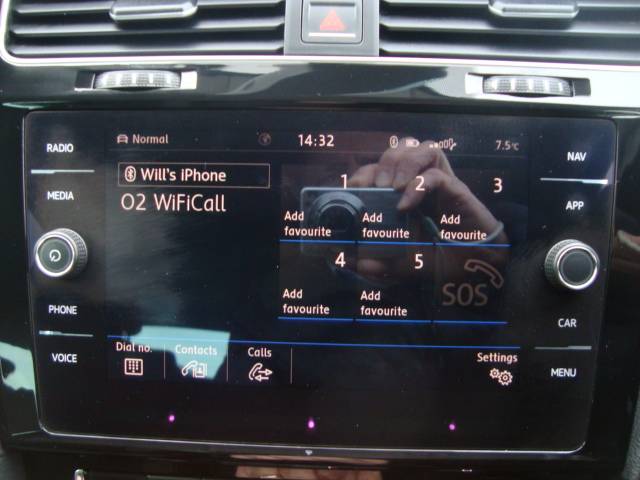 Normal 14:32 7.5°C
RADIO
MEDIA
PHONE
VOICE
Will's iPhone
O2 WiFiCall
1 2 3
Add favourite
Add favourite
Add favourite
4 5
Add favourite
Add favourite
SOS
Dial no. Contacts Calls Settings
NAV
APP
CAR
MENU